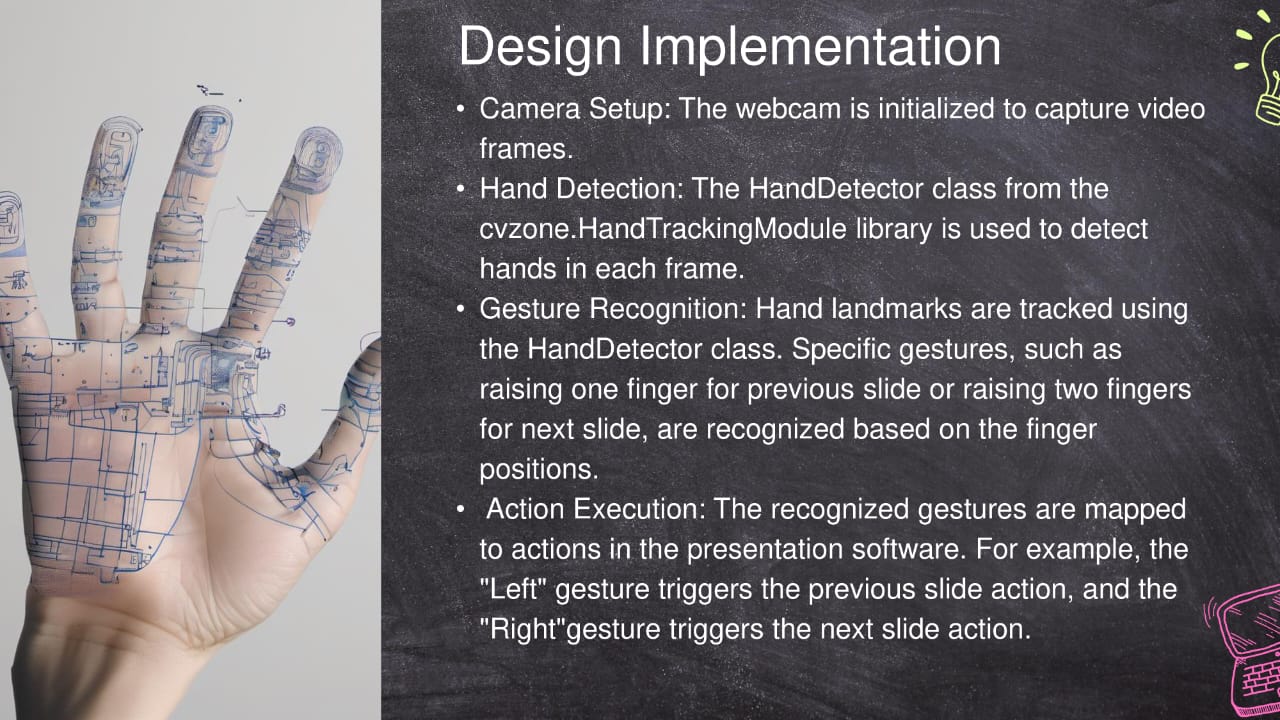 Design Implementation
• Camera Setup: The webcam is initialized to capture video
frames.
• Hand Detection: The HandDetector class from the
cvzone.HandTrackingModule library is used to detect
hands in each frame.
• Gesture Recognition: Hand landmarks are tracked using
the HandDetector class. Specific gestures, such as
raising one finger for previous slide or raising two fingers
for next slide, are recognized based on the finger
positions.
•  Action Execution: The recognized gestures are mapped
to actions in the presentation software. For example, the
"Left" gesture triggers the previous slide action, and the
"Right"gesture triggers the next slide action.